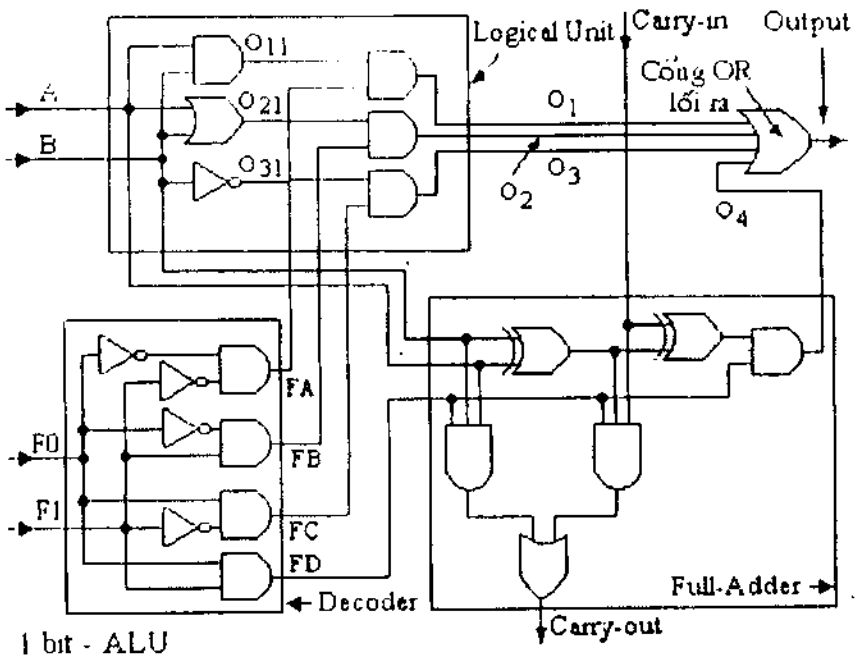 O11
Logical Unit
Carry-in
Output
A
O21
O1
Cổng OR
lối ra
B
O31
O2
O3
O4
FA
F0
FB
F1
FC
FD
Decoder
Full-Adder
Carry-out
1 bit - ALU